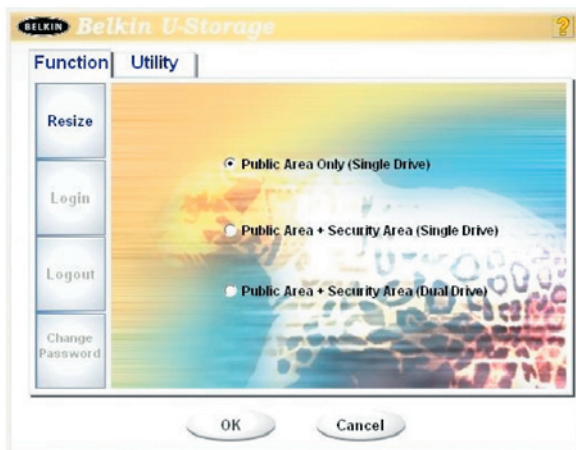 BELKIN Belkin U-Storage ?
Function Utility
Resize
Login
Logout
Change
Password
Public Area Only (Single Drive)
Public Area + Security Area (Single Drive)
Public Area + Security Area (Dual Drive)
OK Cancel